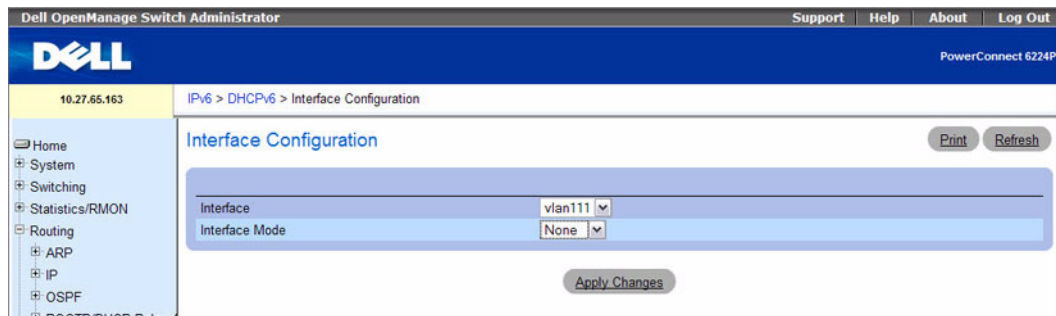 Dell OpenManage Switch Administrator
Support Help About Log Out
DELL
PowerConnect 6224P
10.27.65.163
IPv6 > DHCPv6 > Interface Configuration
Home
System
Switching
Statistics/RMON
Routing
ARP
IP
OSPF
Interface Configuration
Print Refresh
Interface vlan111
Interface Mode None
Apply Changes